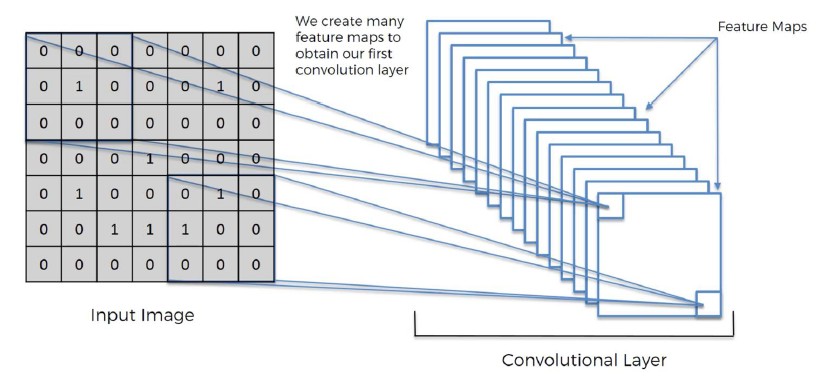 We create many
feature maps to
obtain our first
convolution layer
Feature Maps
0 0 0 0 0 0 0
0 1 0 0 0 1 0
0 0 0 0 0 0 0
0 0 0 1 0 0 0
0 1 0 0 0 1 0
0 0 1 1 1 0 0
0 0 0 0 0 0 0
Input Image
Convolutional Layer